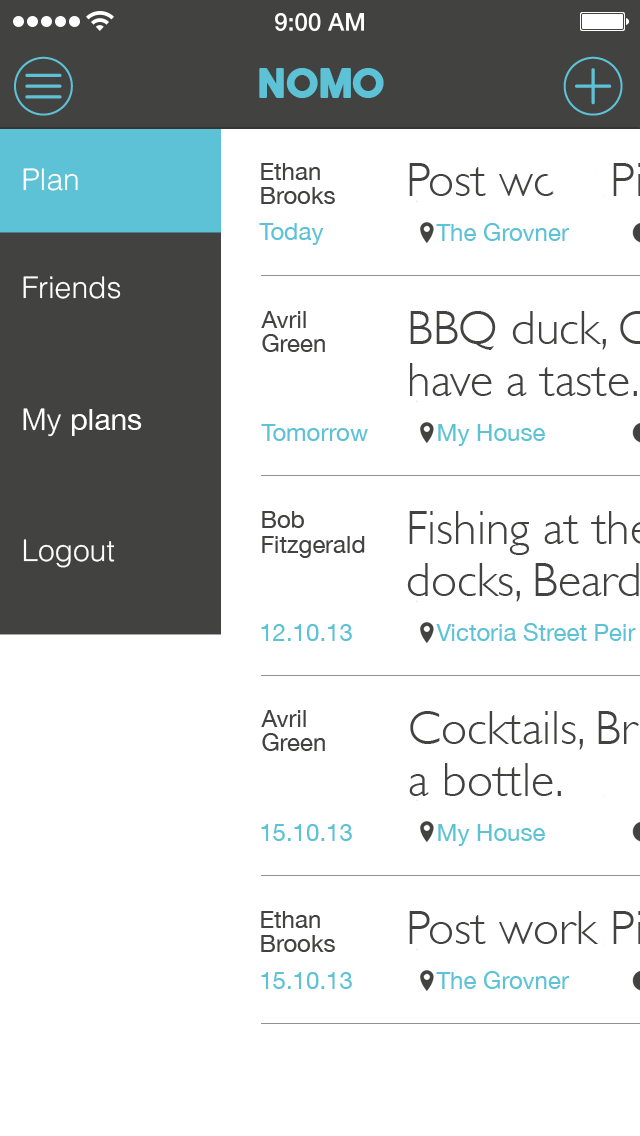 9:00 AM
NOMO
Plan
Friends
My plans
Logout
Ethan
Brooks
Post wc Pi
Today
The Grovner
Avril
Green
BBQ duck,
have a taste.
Tomorrow
My House
Bob
Fitzgerald
Fishing at the
docks, Beard
12.10.13
Victoria Street Peir
Avril
Green
Cocktails, Br
a bottle.
15.10.13
My House
Ethan
Brooks
Post work Pi
15.10.13
The Grovner